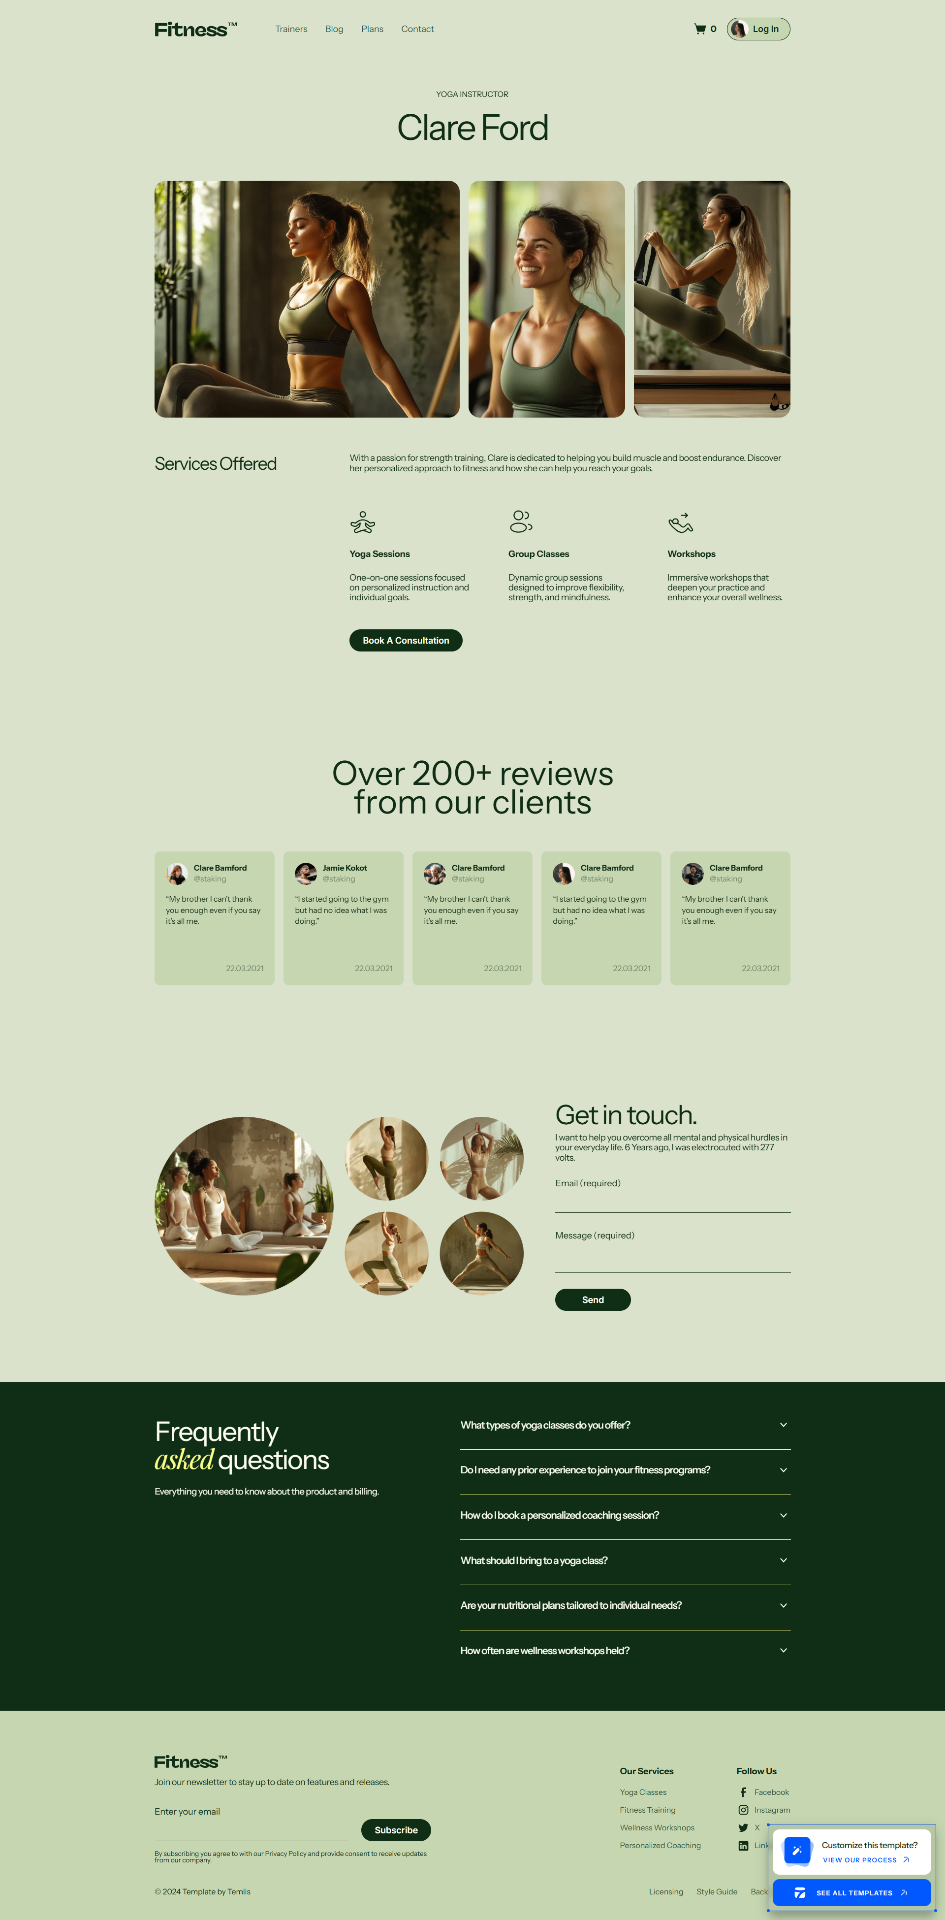 Fitness™
Trainers Blog Plans Contact
0 Log In
YOGA INSTRUCTOR
Clare Ford
Services Offered
With a passion for strength training, Clare is dedicated to helping you build muscle and boost endurance. Discover
her personalized approach to fitness and how she can help you reach your goals.
Yoga Sessions
One-on-one sessions focused
on personalized instruction and
individual goals.
Group Classes
Dynamic group sessions
designed to improve flexibility,
strength, and mindfulness.
Workshops
Immersive workshops that
deepen your practice and
enhance your overall wellness.
Book A Consultation
Over 200+ reviews
from our clients
Clare Bamford
@staking
“My brother I can’t thank
you enough even if you say
it’s all me.
22.03.2021
Jamie Kokot
@staking
“I started going to the gym
but had no idea what I was
doing.”
22.03.2021
Clare Bamford
@staking
“My brother I can’t thank
you enough even if you say
it’s all me.
22.03.2021
Clare Bamford
@staking
“I started going to the gym
but had no idea what I was
doing.”
22.03.2021
Clare Bamford
@staking
“My brother I can’t thank
you enough even if you say
it’s all me.
22.03.2021
Get in touch.
I want to help you overcome all mental and physical hurdles in
your everyday life. 6 Years ago, I was electrocuted with 277
volts.
Email (required)
Message (required)
Send
Frequently
asked questions
Everything you need to know about the product and billing.
What types of yoga classes do you offer?
Do I need any prior experience to join your fitness programs?
How do I book a personalized coaching session?
What should I bring to a yoga class?
Are your nutritional plans tailored to individual needs?
How often are wellness workshops held?
Fitness™
Join our newsletter to stay up to date on features and releases.
Enter your email
Subscribe
By subscribing you agree to with our Privacy Policy and provide consent to receive updates
from our company.
Our Services
Yoga Classes
Fitness Training
Wellness Workshops
Personalized Coaching
Follow Us
Facebook
Instagram
X
Link
© 2024 Template by Temlis
Licensing Style Guide Back
Customize this template?
VIEW OUR PROCESS
SEE ALL TEMPLATES